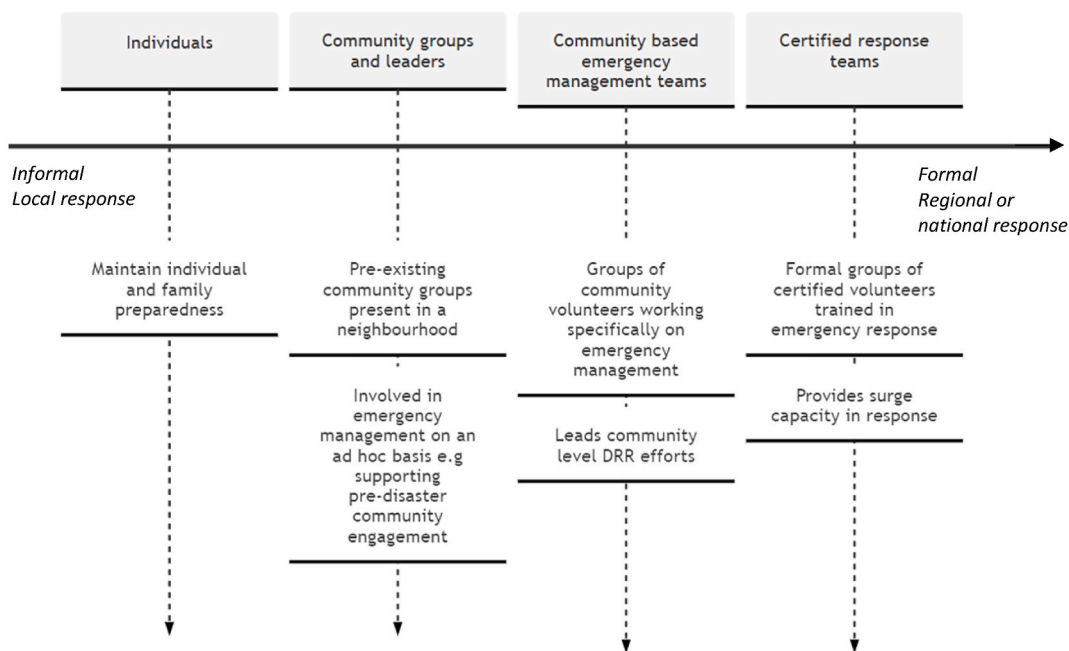 Individuals
Community groups
and leaders
Community based
emergency
management teams
Certified response
teams
Informal
Local response
Formal
Regional or
national response
Maintain individual
and family
preparedness
Pre-existing
community groups
present in a
neighbourhood
Involved in
emergency
management on an
ad hoc basis e.g
supporting
pre-disaster
community
engagement
Groups of
community
volunteers working
specifically on
emergency
management
Leads community
level DRR efforts
Formal groups of
certified volunteers
trained in
emergency response
Provides surge
capacity in response